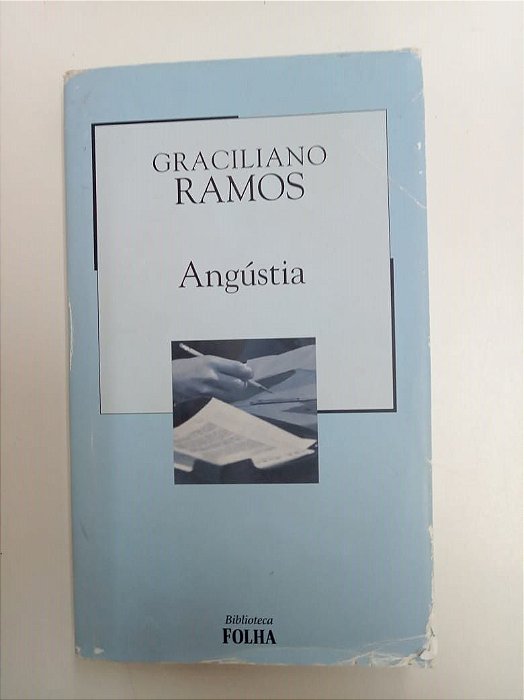 GRACILIANO
RAMOS
Angústia
Biblioteca
FOLHA